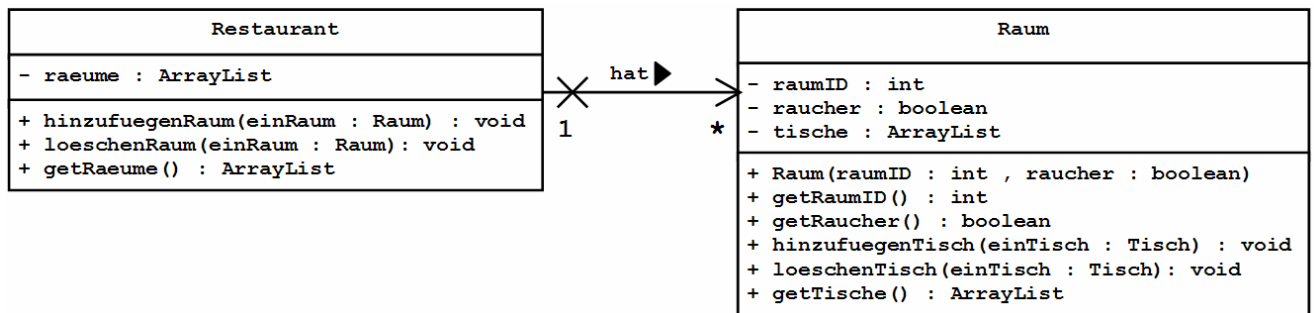 Restaurant
- raeume : ArrayList
+ hinzufuegenRaum(einRaum : Raum) : void
+ loeschenRaum(einRaum : Raum): void
+ getRaeume() : ArrayList
hat
1
*
Raum
- raumID : int
- raucher : boolean
- tische : ArrayList
+ Raum(raumID : int , raucher : boolean)
+ getRaumID() : int
+ getRaucher() : boolean
+ hinzufuegenTisch(einTisch : Tisch) : void
+ loeschenTisch(einTisch : Tisch): void
+ getTische() : ArrayList